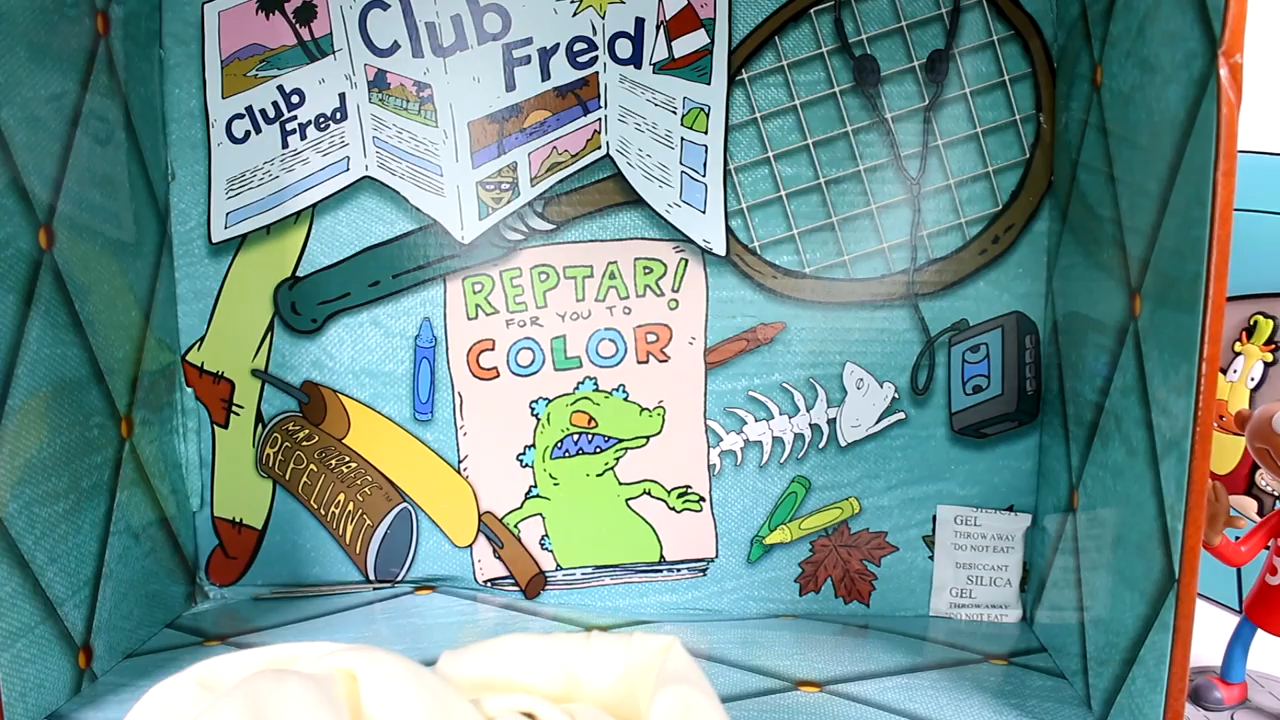 Club
Fred
Club
Fred
REPTAR!
FOR YOU TO
COLOR
MAD GIRAFFE™
REPELLANT
SILICA
GEL
THROW AWAY
"DO NOT EAT"
DESICCANT
SILICA
GEL
THROW AWAY
"DO NOT EAT"